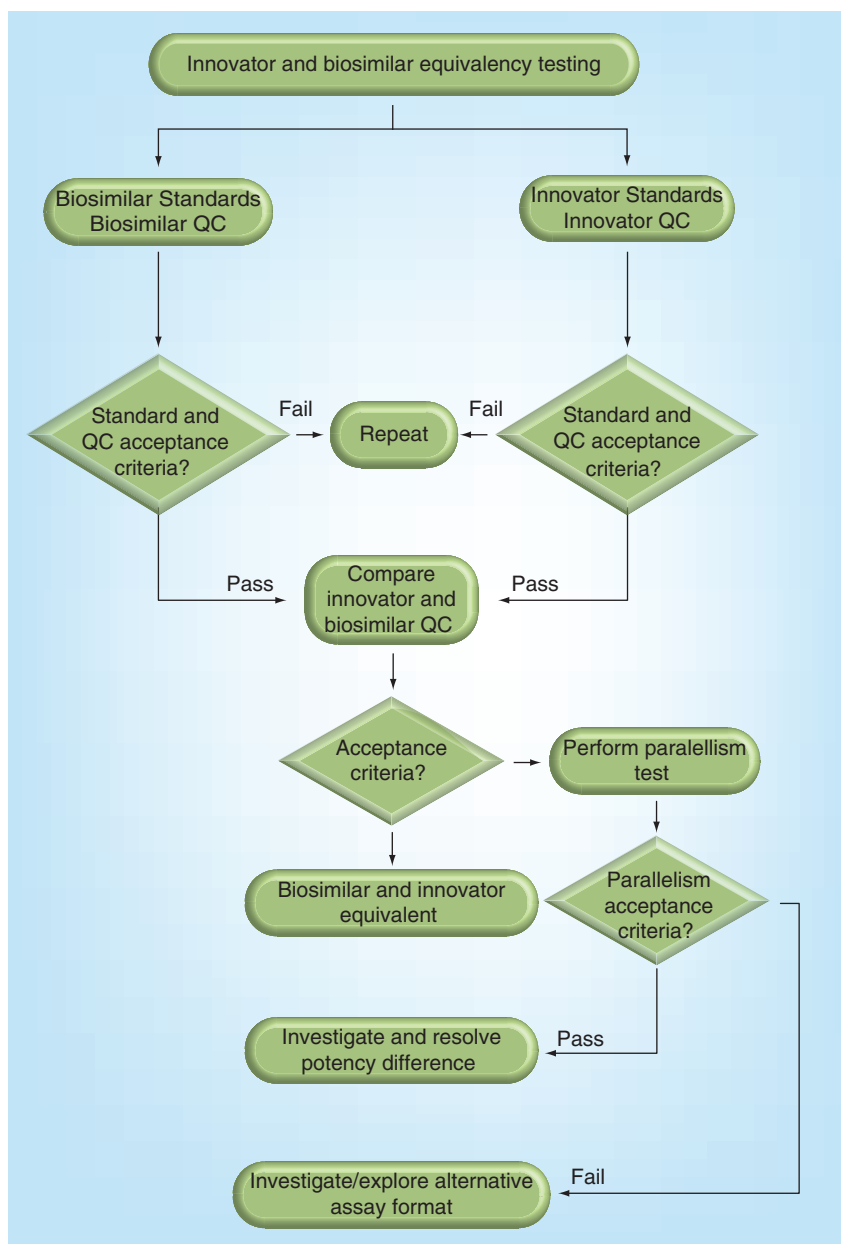 Innovator and biosimilar equivalency testing
Biosimilar Standards
Biosimilar QC
Innovator Standards
Innovator QC
Standard and
QC acceptance
criteria?
Fail
Repeat
Fail
Standard and
QC acceptance
criteria?
Pass
Compare
innovator and
biosimilar QC
Pass
Acceptance
criteria?
Perform paralellism
test
Biosimilar and innovator
equivalent
Parallelism
acceptance
criteria?
Investigate and resolve
potency difference
Pass
Investigate/explore alternative
assay format
Fail